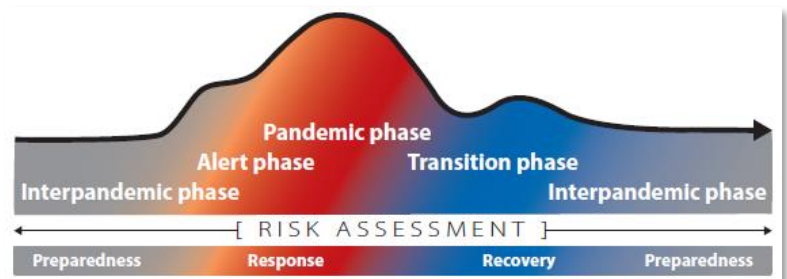 Pandemic phase
Alert phase Transition phase
Interpandemic phase Interpandemic phase
[ RISK ASSESSMENT ]
Preparedness Response Recovery Preparedness